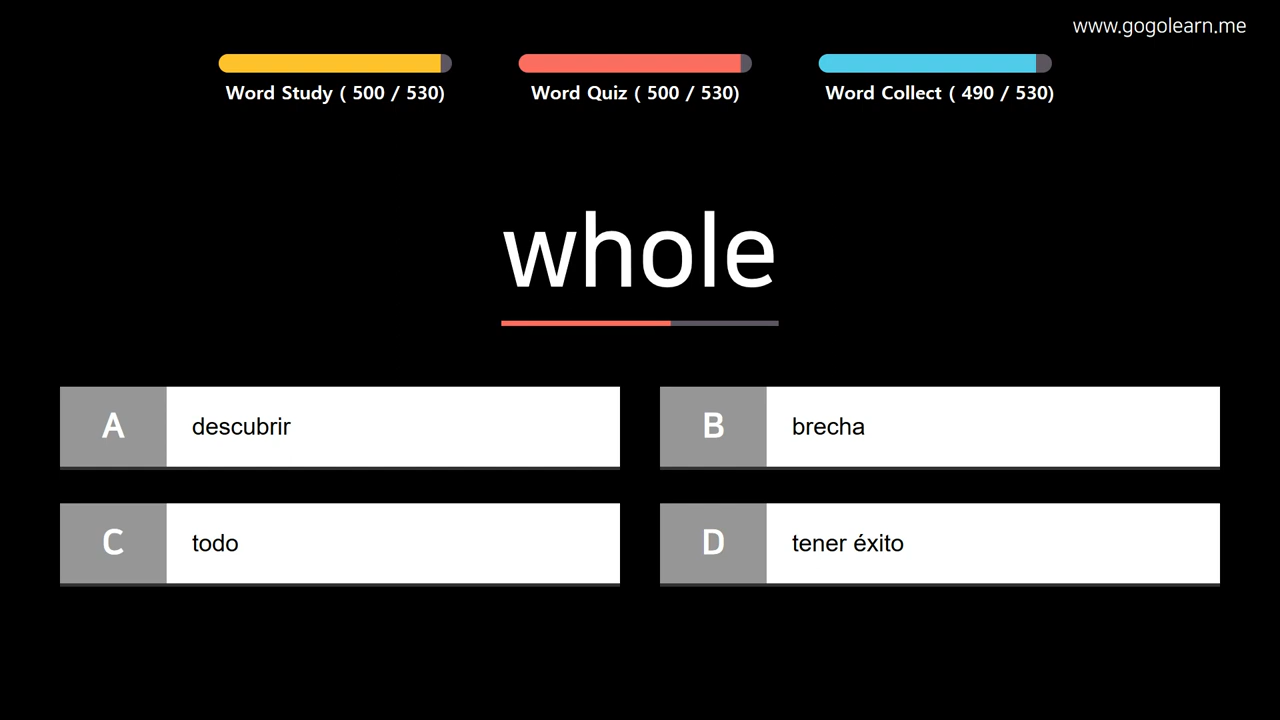 www.gogolearn.me
Word Study ( 500 / 530)
Word Quiz ( 500 / 530)
Word Collect ( 490 / 530)
whole
A
descubrir
B
brecha
C
todo
D
tener éxito